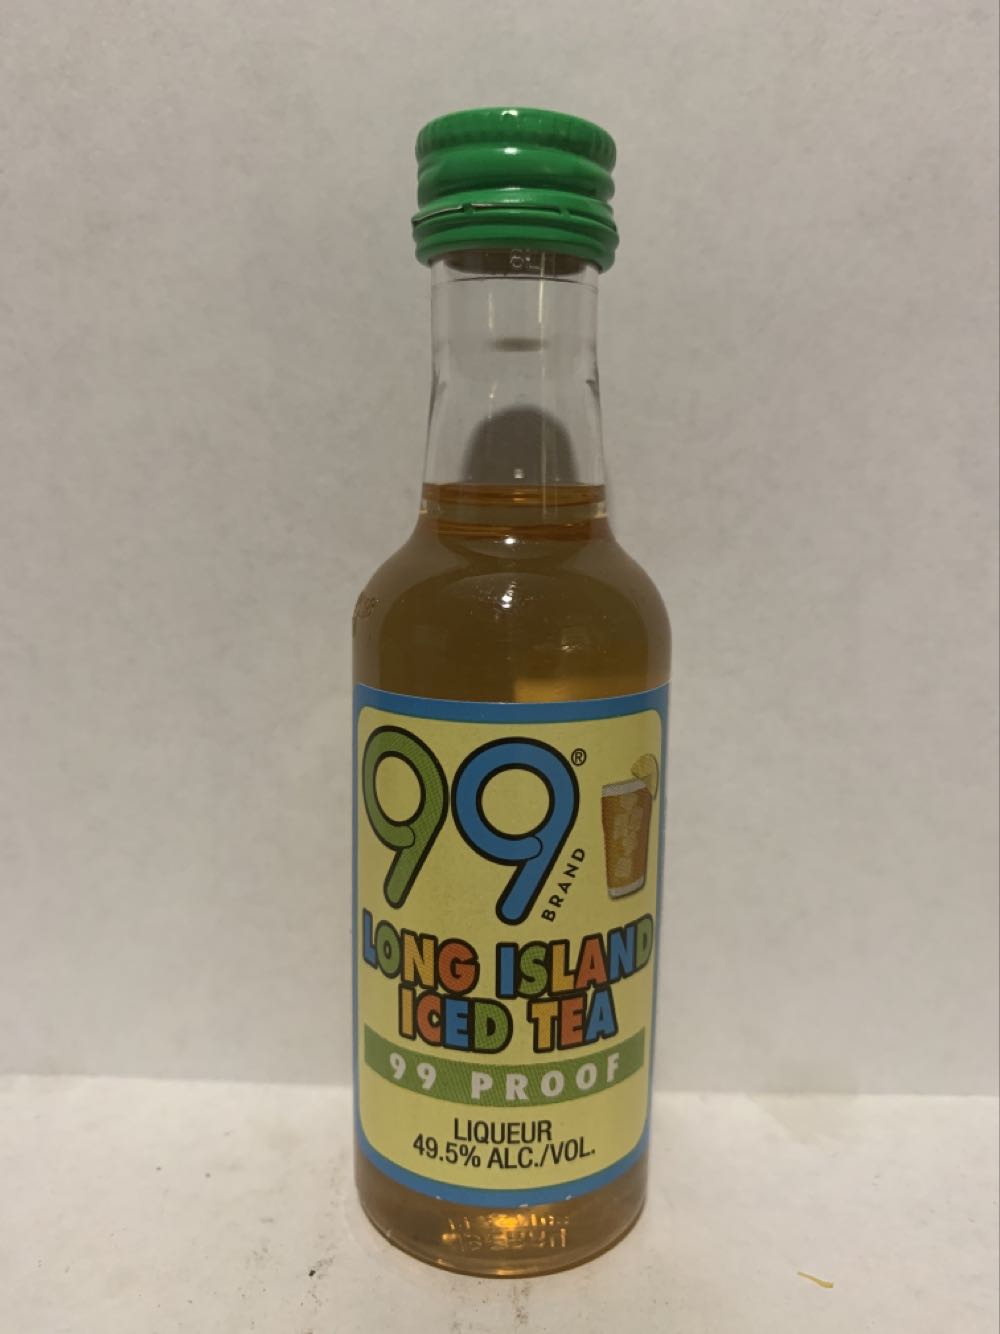 99®
BRAND
LONG ISLAND
ICED TEA
99 PROOF
LIQUEUR
49.5% ALC./VOL.